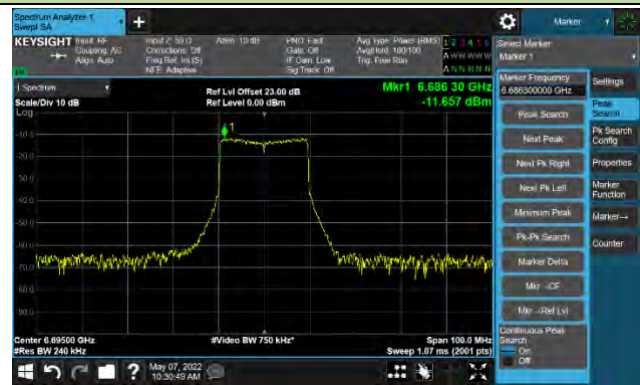 Spectrum Analyzer 1
Swept SA
+
Marker
KEYSIGHT
Input: RF
Coupling: AC
Align: Auto
Input Z: 50 Ω
Corrections: Off
Freq Ref: Int (S)
NFE: Adaptive
Atten: 10 dB
PNO: Fast
Gate: Off
IF Gain: Low
Sig Track: Off
Avg Type: Power (RMS)
Avg|Hold: 100/100
Trig: Free Run
1 2 3 4 5 6
A W W W W W
A N N N N N
Select Marker
Marker 1
1 Spectrum
Scale/Div 10 dB
Log
Ref Lvl Offset 23.00 dB
Ref Level 0.00 dBm
Mkr1 6.686 30 GHz
-11.657 dBm
1
-10.0
-30.0
-40.0
-50.0
-60.0
-90.0
Center 6.69500 GHz
#Res BW 240 kHz
#Video BW 750 kHz*
Span 100.0 MHz
Sweep 1.07 ms (2001 pts)
Marker Frequency
6.686300000 GHz
Peak Search
Next Peak
Next Pk Right
Next Pk Left
Minimum Peak
Pk-Pk Search
Marker Delta
Mkr→CF
Mkr→Ref Lvl
Continuous Peak
Search
On
Off
Settings
Peak
Search
Pk Search
Config
Properties
Marker
Function
Marker→
Counter
?
May 07, 2022
10:30:49 AM